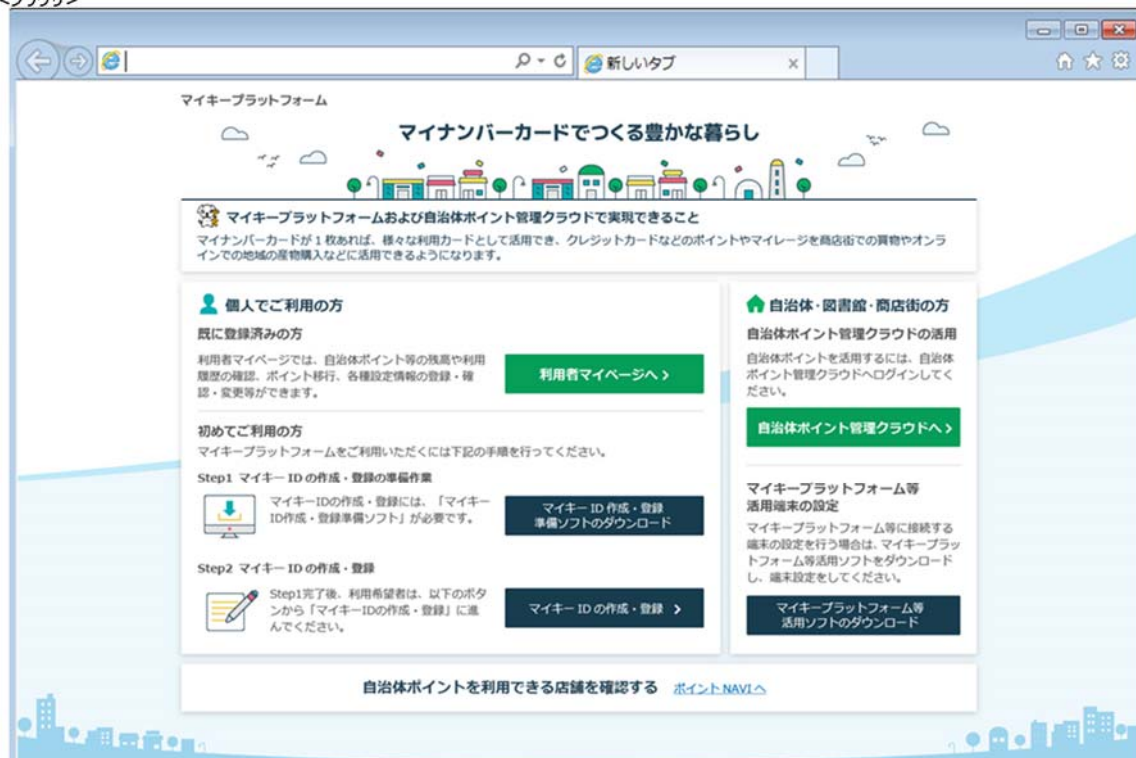 <ブラウザ>
新しいタブ
マイキープラットフォーム
マイナンバーカードでつくる豊かな暮らし
マイキープラットフォームおよび自治体ポイント管理クラウドで実現できること
マイナンバーカードが1枚あれば、様々な利用カードとして活用でき、クレジットカードなどのポイントやマイレージを商店街での買物やオンラ
インでの地域の産物購入などに活用できるようになります。
個人でご利用の方
既に登録済みの方
利用者マイページでは、自治体ポイント等の残高や利用
履歴の確認、ポイント移行、各種設定情報の登録・確
認・変更等ができます。
利用者マイページへ >
初めてご利用の方
マイキープラットフォームをご利用いただくには下記の手順を行ってください。
Step1 マイキー ID の作成・登録の準備作業
マイキーIDの作成・登録には、「マイキー
ID作成・登録準備ソフト」が必要です。
マイキー ID 作成・登録
準備ソフトのダウンロード
Step2 マイキー ID の作成・登録
Step1完了後、利用希望者は、以下のボタ
ンから「マイキーIDの作成・登録」に進
んでください。
マイキー ID の作成・登録 >
自治体・図書館・商店街の方
自治体ポイント管理クラウドの活用
自治体ポイントを活用するには、自治体
ポイント管理クラウドへログインしてく
ださい。
自治体ポイント管理クラウドへ >
マイキープラットフォーム等
活用端末の設定
マイキープラットフォーム等に接続する
端末の設定を行う場合は、マイキープラッ
トフォーム等活用ソフトをダウンロード
し、端末設定をしてください。
マイキープラットフォーム等
活用ソフトのダウンロード
自治体ポイントを利用できる店舗を確認する ポイント NAVI へ